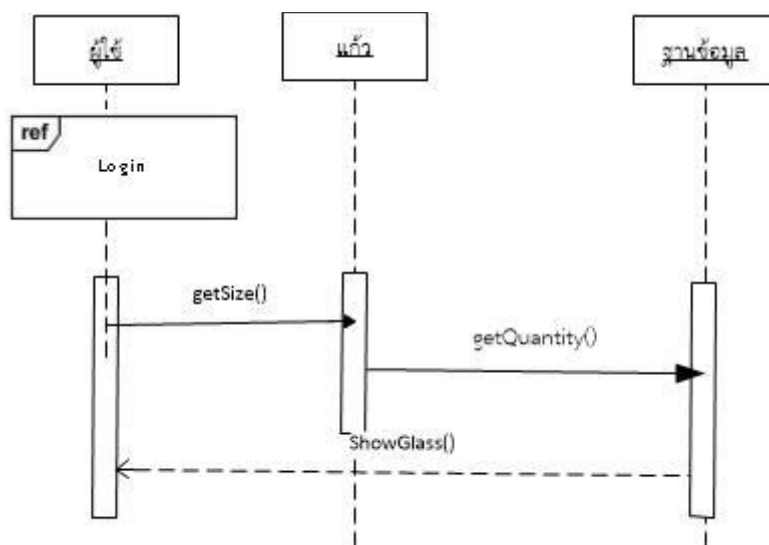 ผู้ใช้
แก้ว
ฐานข้อมูล
ref
Login
getSize()
getQuantity()
ShowGlass()